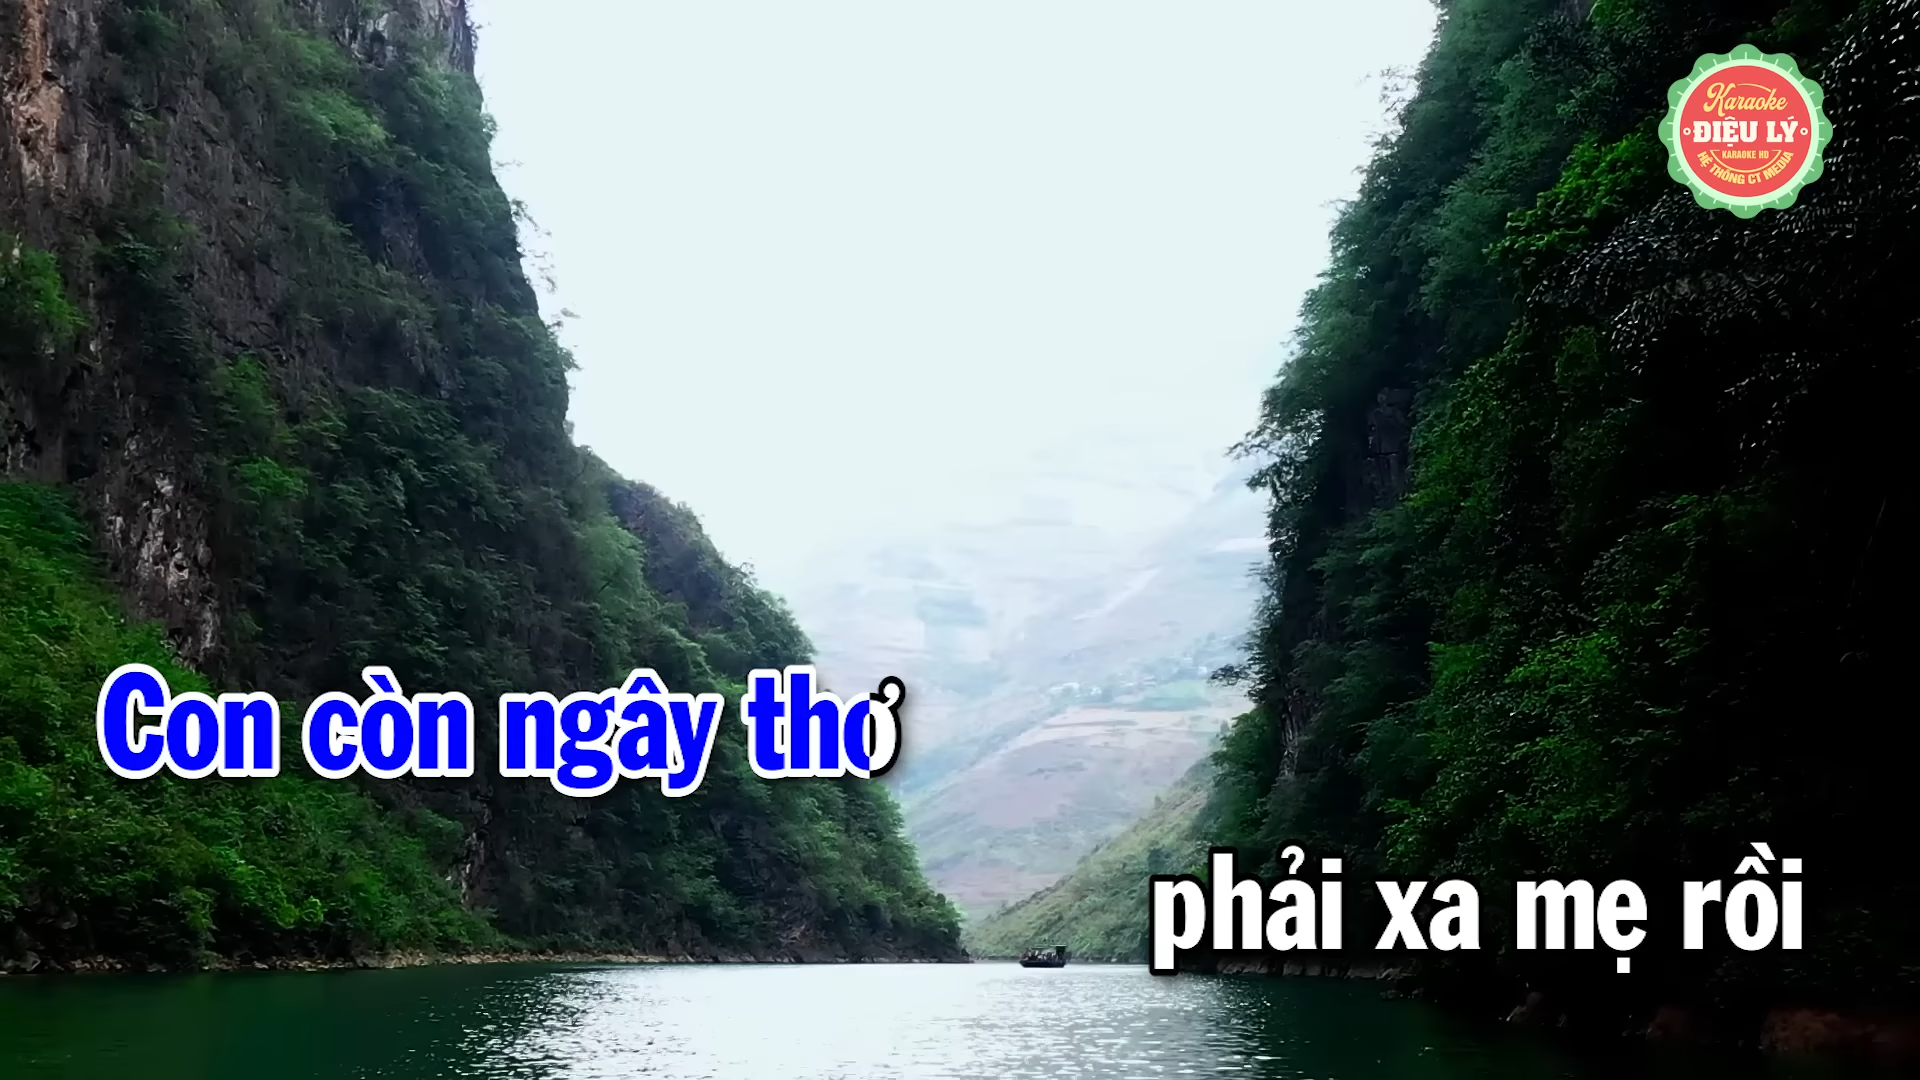 Karaoke
ĐIỆU LÝ
KARAOKE HD
HỆ THỐNG CT MEDIA
Con còn ngây thơ
phải xa mẹ rồi